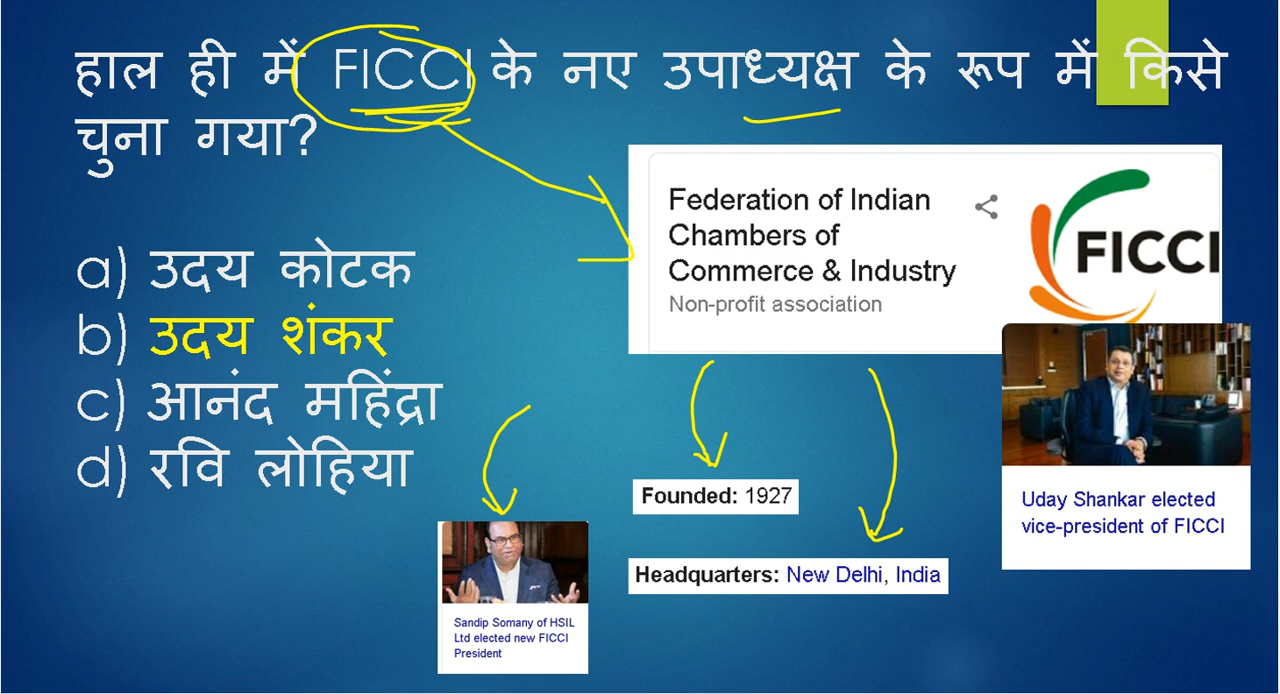 हाल ही में FICCI के नए उपाध्यक्ष के रूप में किसे
चुना गया?
a) उदय कोटक
b) उदय शंकर
c) आनंद महिंद्रा
d) रवि लोहिया
Federation of Indian
Chambers of
Commerce & Industry
Non-profit association
FICCI
Founded: 1927
Headquarters: New Delhi, India
Uday Shankar elected
vice-president of FICCI
Sandip Somany of HSIL
Ltd elected new FICCI
President